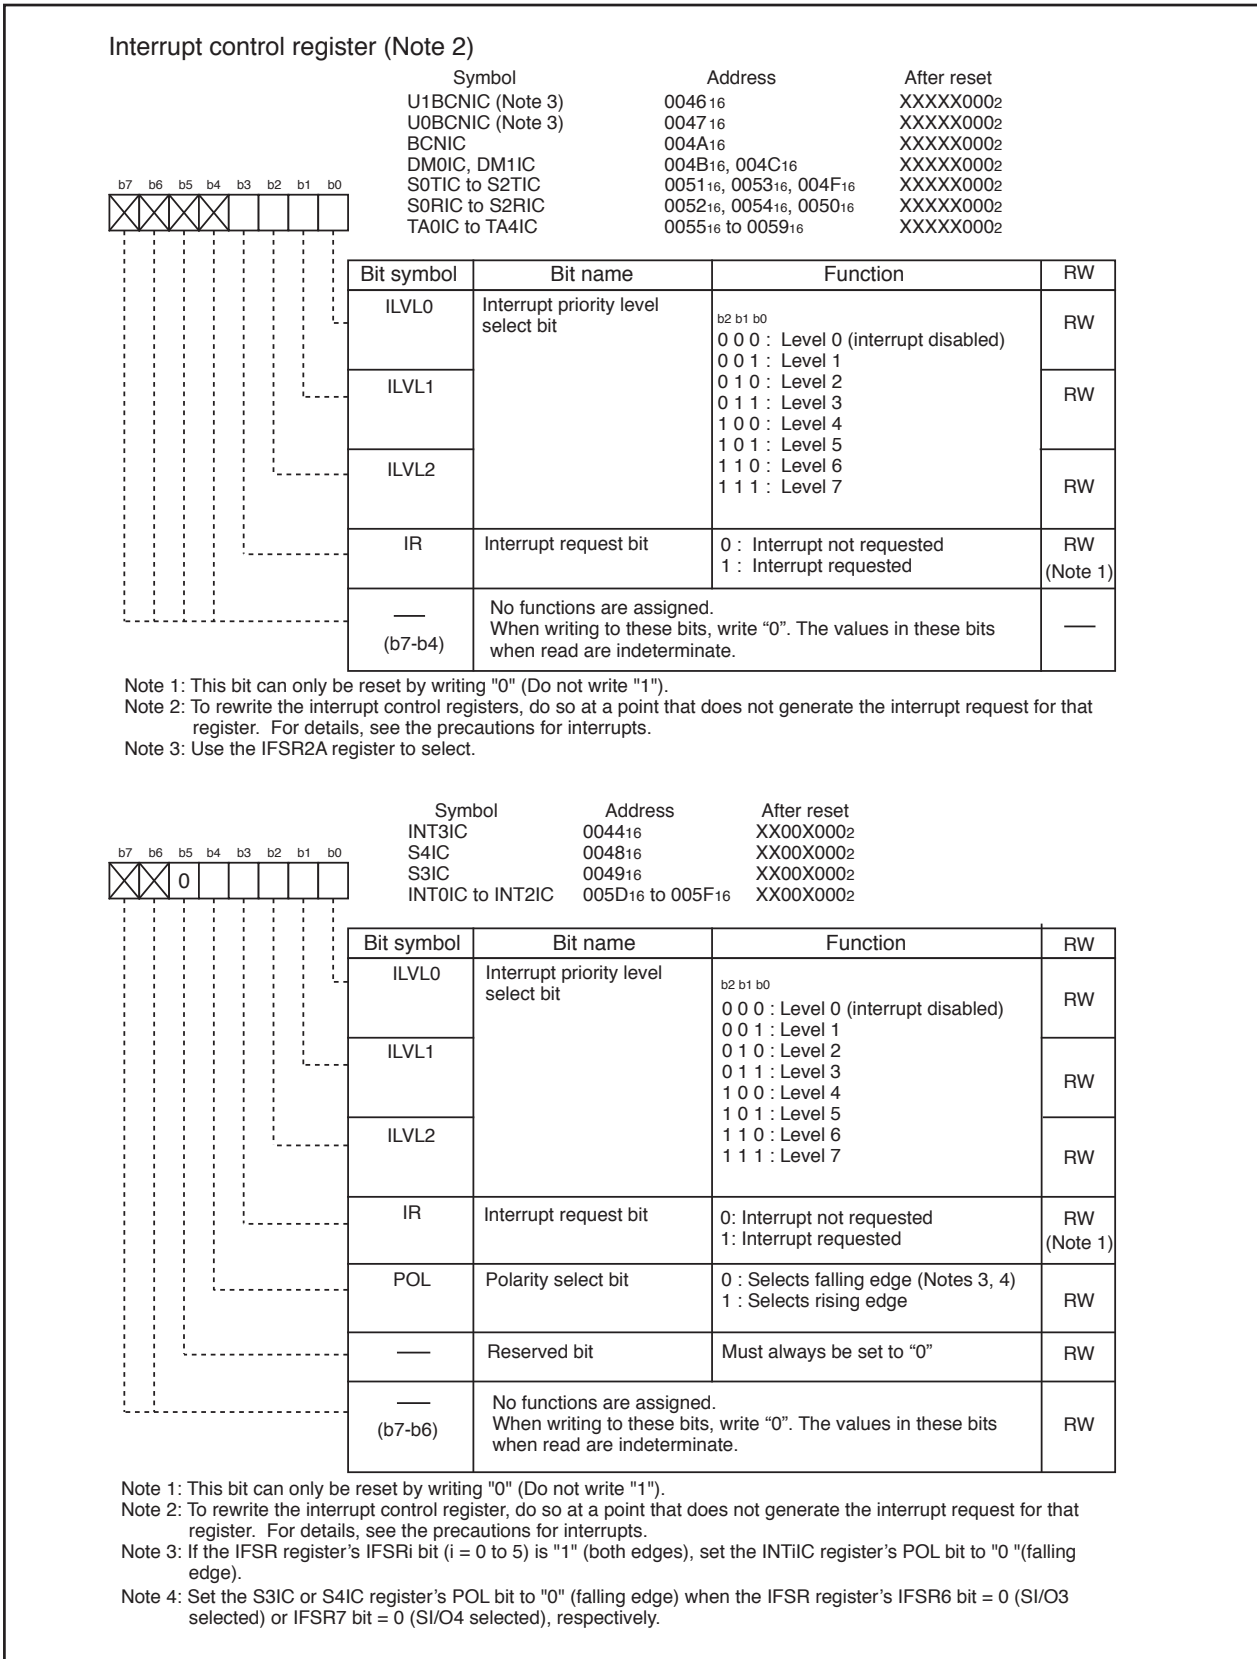 Interrupt control register (Note 2)
Symbol Address After reset
U1BCNIC (Note 3) 004616 XXXXX0002
U0BCNIC (Note 3) 004716 XXXXX0002
BCNIC 004A16 XXXXX0002
DM0IC, DM1IC 004B16, 004C16 XXXXX0002
S0TIC to S2TIC 005116, 005316, 004F16 XXXXX0002
S0RIC to S2RIC 005216, 005416, 005016 XXXXX0002
TA0IC to TA4IC 005516 to 005916 XXXXX0002
b7 b6 b5 b4 b3 b2 b1 b0
Bit symbol Bit name Function RW
ILVL0 Interrupt priority level
select bit
b2 b1 b0
RW
0 0 0 : Level 0 (interrupt disabled)
0 0 1 : Level 1
ILVL1 0 1 0 : Level 2
0 1 1 : Level 3 RW
1 0 0 : Level 4
1 0 1 : Level 5
ILVL2 1 1 0 : Level 6
1 1 1 : Level 7 RW
IR Interrupt request bit 0 : Interrupt not requested RW
1 : Interrupt requested (Note 1)
—
(b7-b4)
No functions are assigned.
When writing to these bits, write “0”. The values in these bits
when read are indeterminate.
—
Note 1: This bit can only be reset by writing "0" (Do not write "1").
Note 2: To rewrite the interrupt control registers, do so at a point that does not generate the interrupt request for that
register. For details, see the precautions for interrupts.
Note 3: Use the IFSR2A register to select.
Symbol Address After reset
INT3IC 004416 XX00X0002
S4IC 004816 XX00X0002
S3IC 004916 XX00X0002
INT0IC to INT2IC 005D16 to 005F16 XX00X0002
b7 b6 b5 b4 b3 b2 b1 b0
0
Bit symbol Bit name Function RW
ILVL0 Interrupt priority level
select bit
b2 b1 b0
RW
0 0 0 : Level 0 (interrupt disabled)
0 0 1 : Level 1
ILVL1 0 1 0 : Level 2
0 1 1 : Level 3
RW
1 0 0 : Level 4
1 0 1 : Level 5
ILVL2 1 1 0 : Level 6
1 1 1 : Level 7 RW
IR Interrupt request bit 0: Interrupt not requested RW
1: Interrupt requested (Note 1)
POL Polarity select bit 0 : Selects falling edge (Notes 3, 4)
1 : Selects rising edge RW
— Reserved bit Must always be set to “0” RW
—
(b7-b6)
No functions are assigned.
When writing to these bits, write “0”. The values in these bits
when read are indeterminate.
RW
Note 1: This bit can only be reset by writing "0" (Do not write "1").
Note 2: To rewrite the interrupt control register, do so at a point that does not generate the interrupt request for that
register. For details, see the precautions for interrupts.
Note 3: If the IFSR register’s IFSRi bit (i = 0 to 5) is "1" (both edges), set the INTiIC register’s POL bit to "0 "(falling
edge).
Note 4: Set the S3IC or S4IC register’s POL bit to "0" (falling edge) when the IFSR register’s IFSR6 bit = 0 (SI/O3
selected) or IFSR7 bit = 0 (SI/O4 selected), respectively.